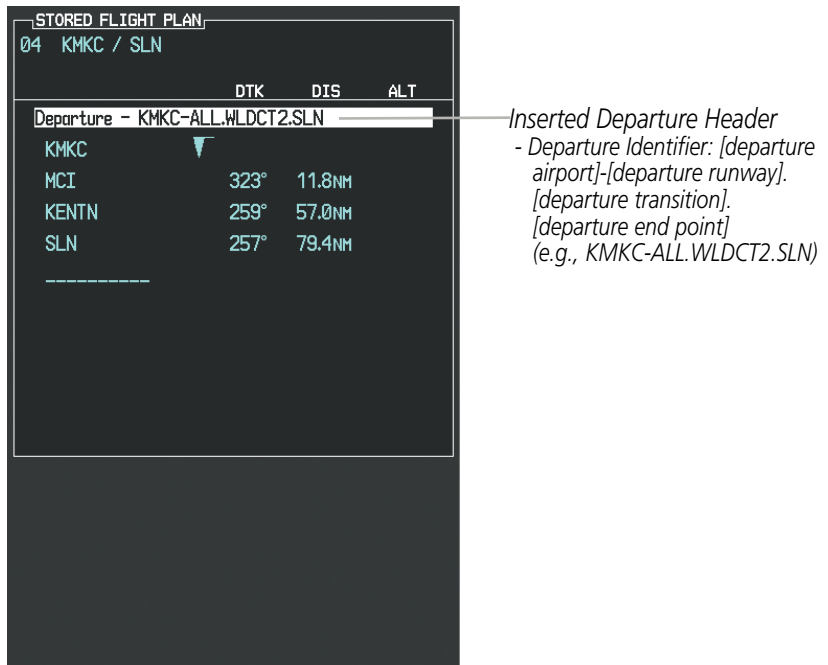 STORED FLIGHT PLAN
04 KMKC / SLN
DTK DIS ALT
Departure - KMKC-ALL.WLDCT2.SLN
KMKC
MCI 323° 11.8NM
KENTN 259° 57.0NM
SLN 257° 79.4NM
__________
Inserted Departure Header
- Departure Identifier: [departure
airport]-[departure runway].
[departure transition].
[departure end point]
(e.g., KMKC-ALL.WLDCT2.SLN)